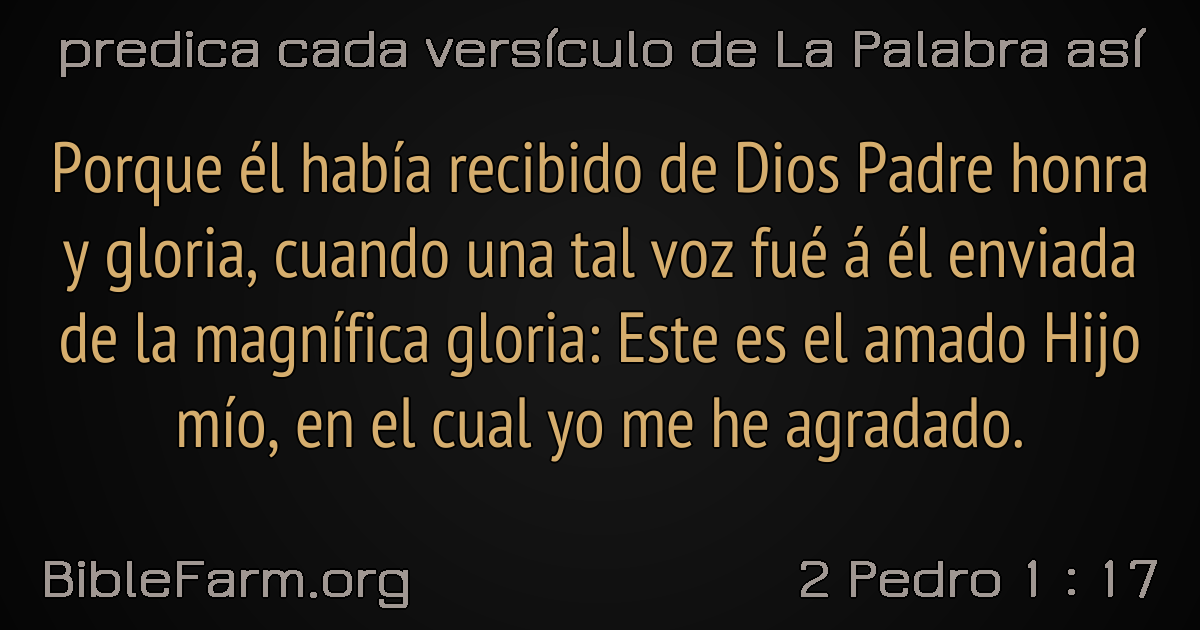 predica cada versículo de La Palabra así
Porque él había recibido de Dios Padre honra
y gloria, cuando una tal voz fué á él enviada
de la magnífica gloria: Este es el amado Hijo
mío, en el cual yo me he agradado.
BibleFarm.org
2 Pedro 1 : 17